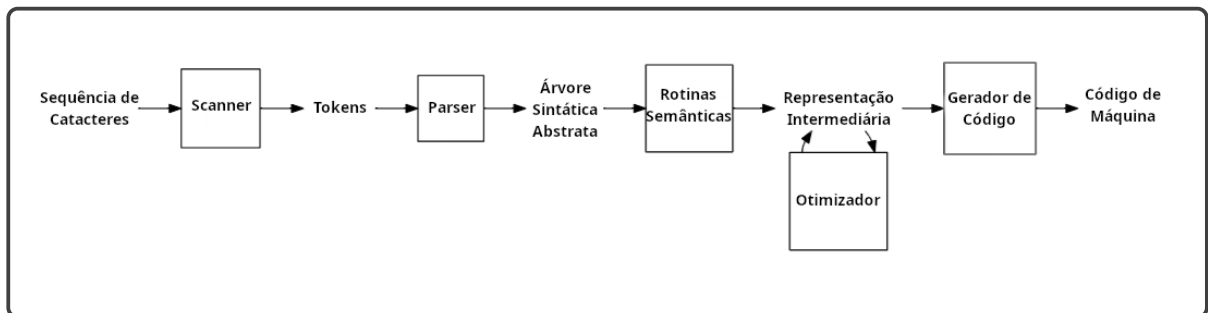 Sequência de
Catacteres
Scanner
Tokens
Parser
Árvore
Sintática
Abstrata
Rotinas
Semânticas
Representação
Intermediária
Otimizador
Gerador de
Código
Código de
Máquina